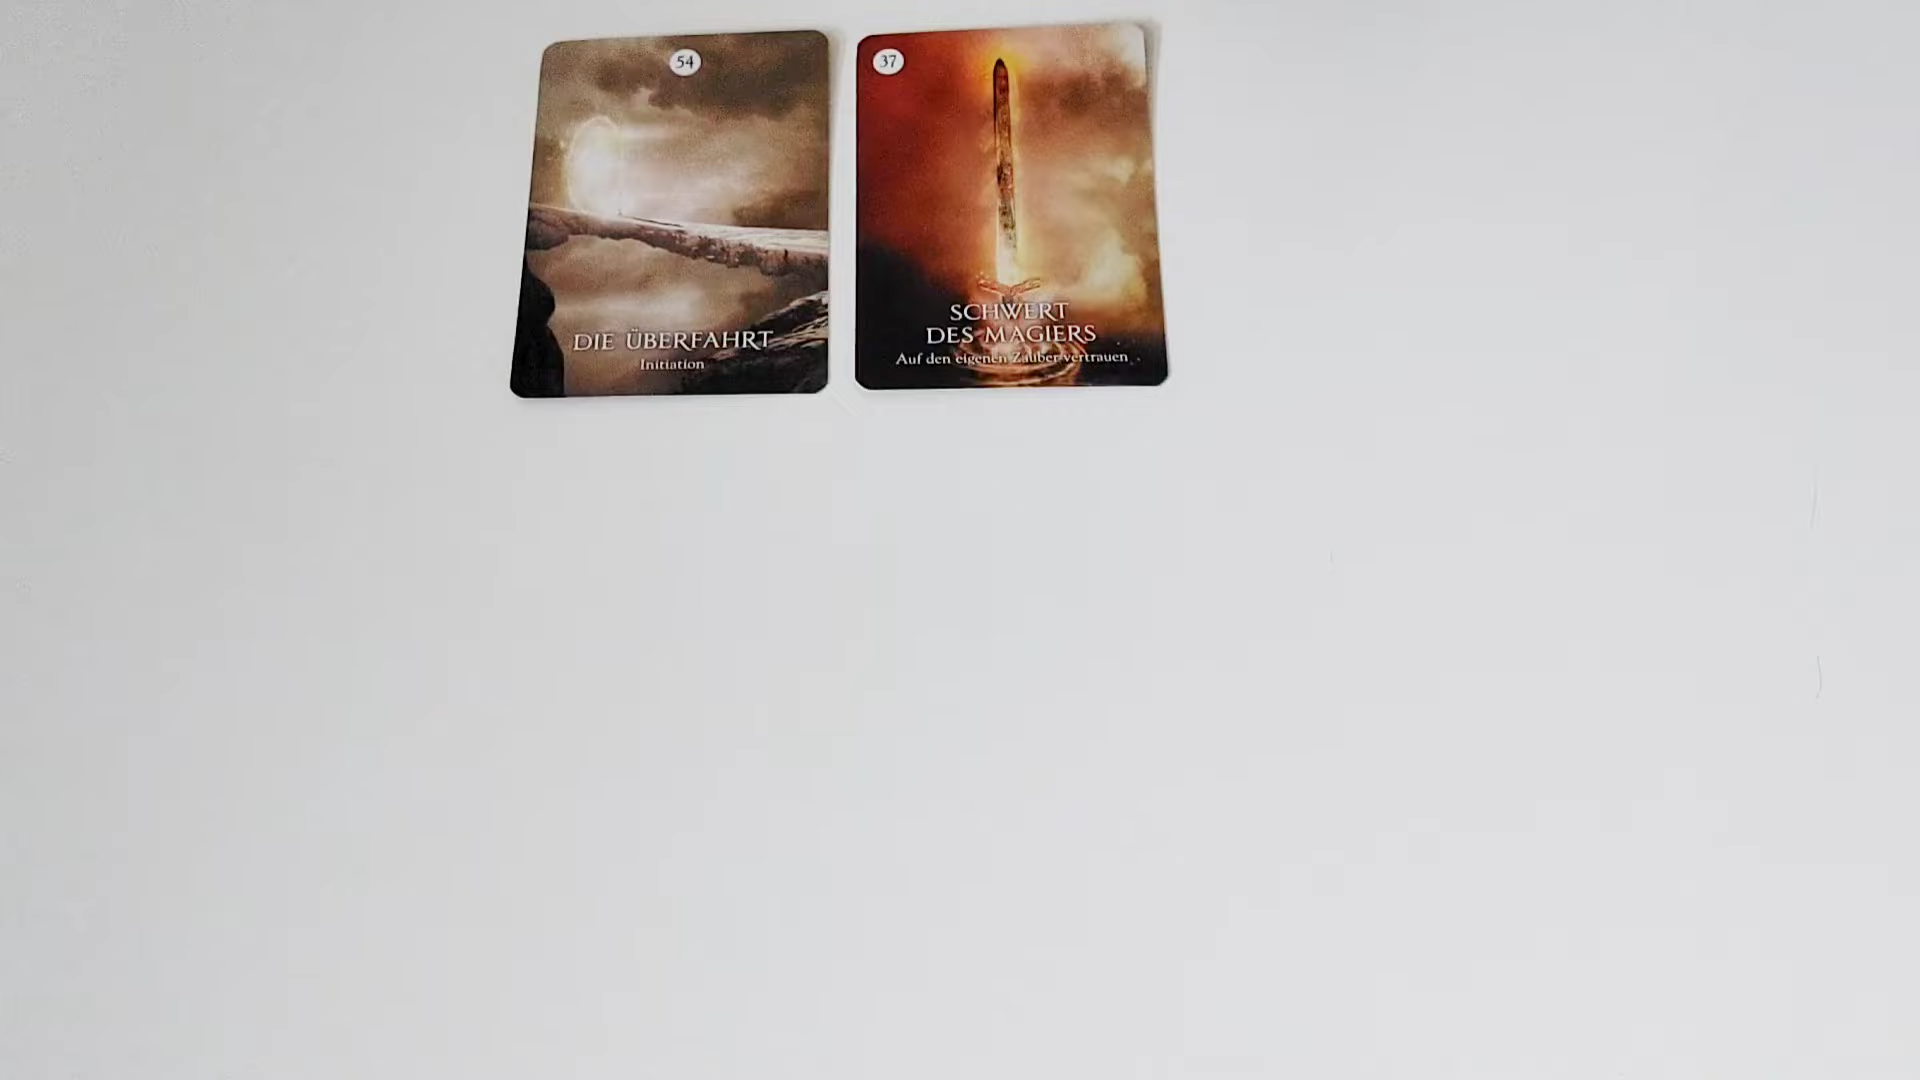 54
DIE ÜBERFAHRT
Initiation
37
SCHWERT
DES MAGIERS
Auf den eigenen Zauber vertrauen